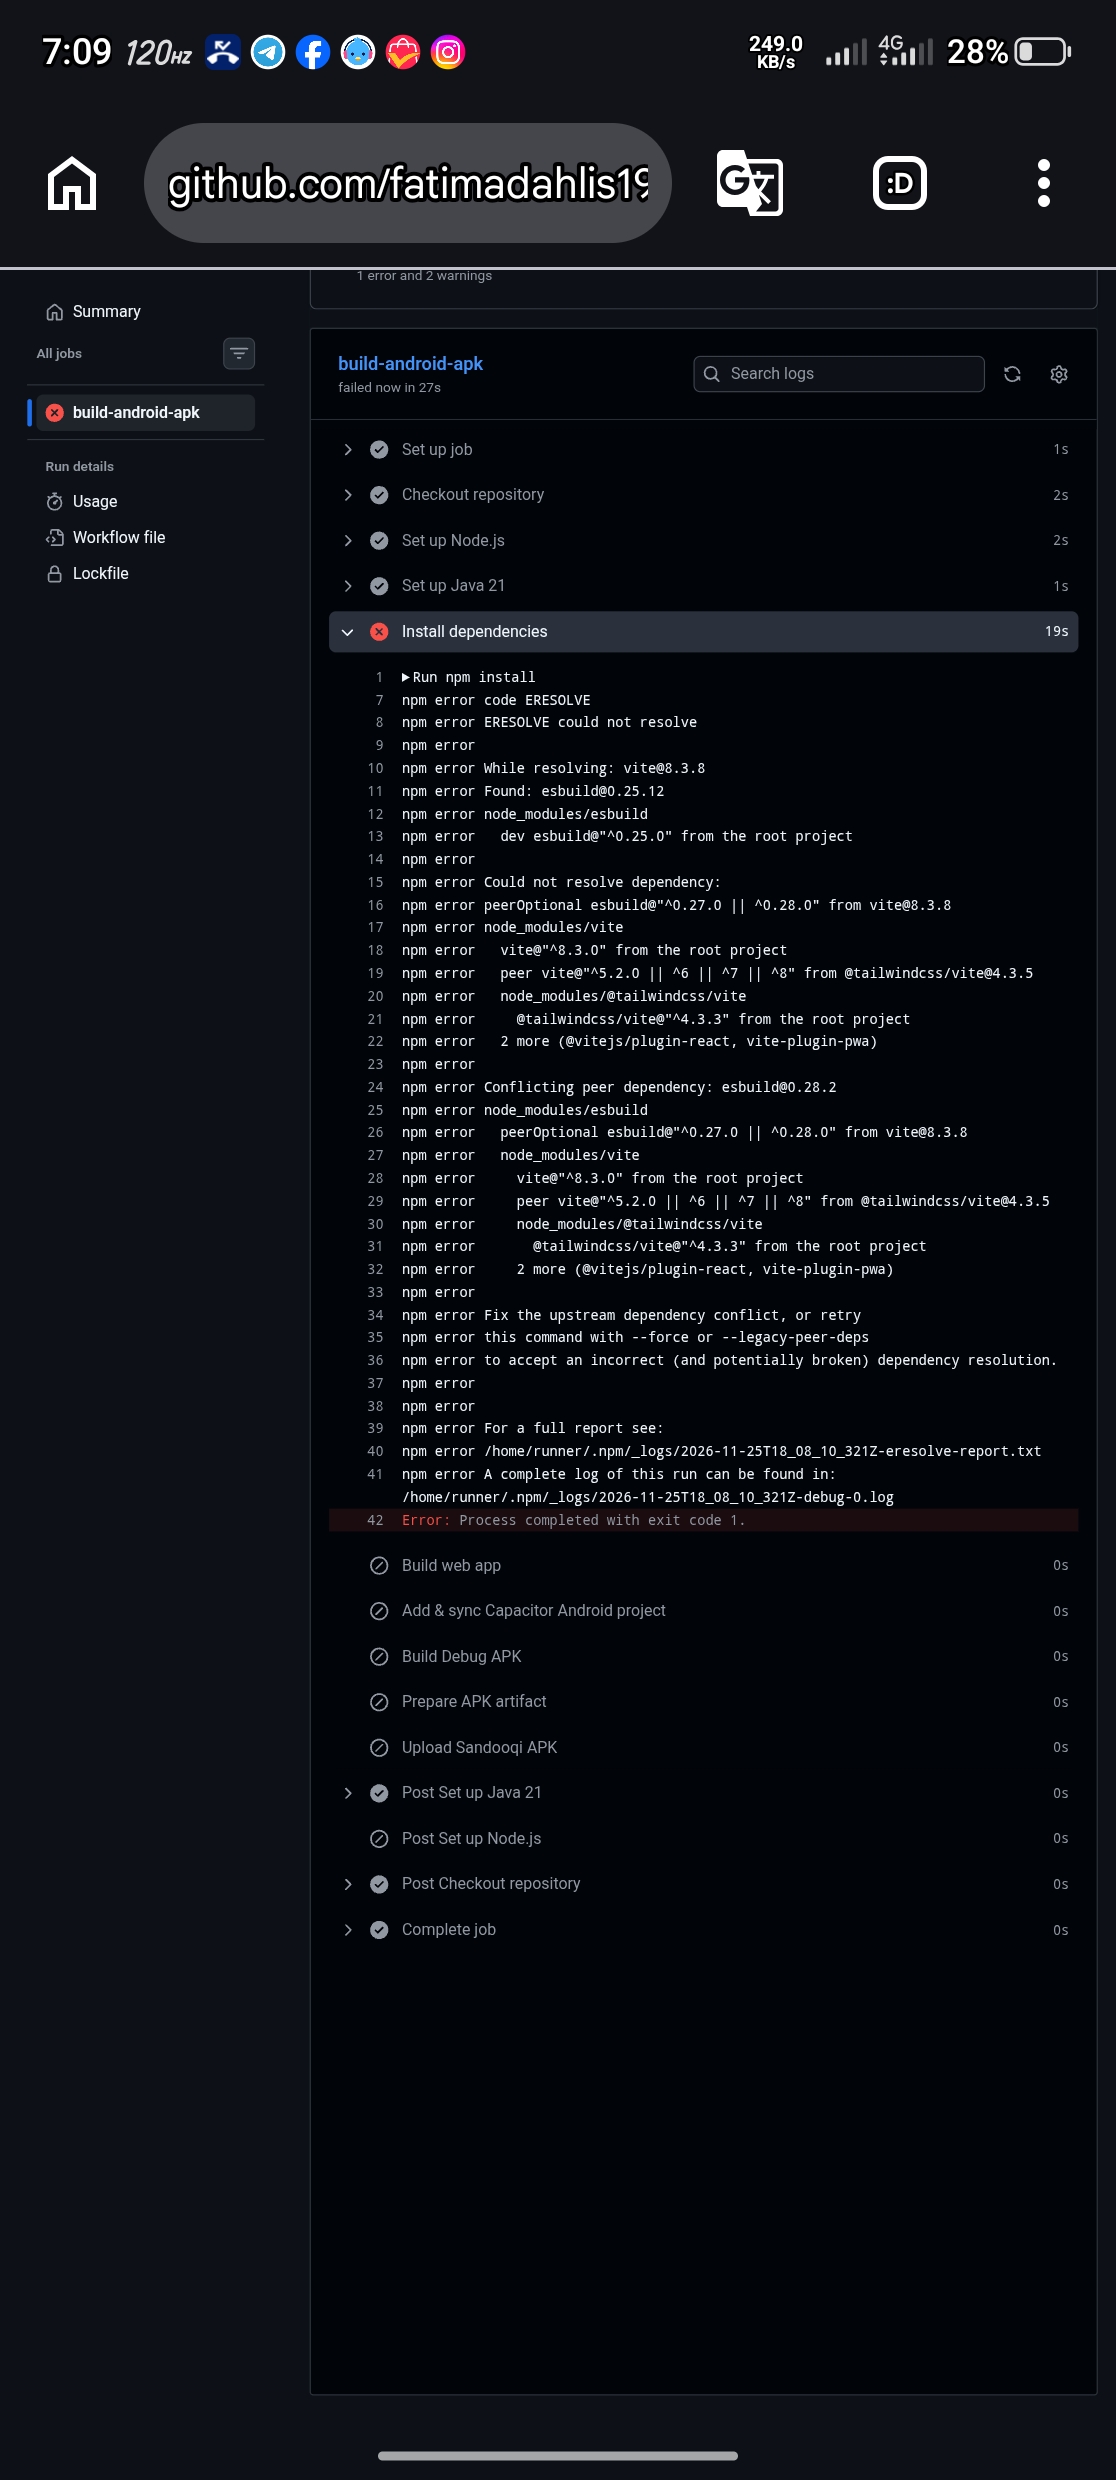 7:09 120HZ 249.0 KB/s 4G 28%
github.com/fatimadahlis19
:D
1 error and 2 warnings
Summary
All jobs
build-android-apk
Run details
Usage
Workflow file
Lockfile
build-android-apk
failed now in 27s
Search logs
Set up job 1s
Checkout repository 2s
Set up Node.js 2s
Set up Java 21 1s
Install dependencies 19s
1 Run npm install
7 npm error code ERESOLVE
8 npm error ERESOLVE could not resolve
9 npm error
10 npm error While resolving: vite@8.3.8
11 npm error Found: esbuild@0.25.12
12 npm error node_modules/esbuild
13 npm error   dev esbuild@"^0.25.0" from the root project
14 npm error
15 npm error Could not resolve dependency:
16 npm error peerOptional esbuild@"^0.27.0 || ^0.28.0" from vite@8.3.8
17 npm error node_modules/vite
18 npm error   vite@"^8.3.0" from the root project
19 npm error   peer vite@"^5.2.0 || ^6 || ^7 || ^8" from @tailwindcss/vite@4.3.5
20 npm error   node_modules/@tailwindcss/vite
21 npm error     @tailwindcss/vite@"^4.3.3" from the root project
22 npm error   2 more (@vitejs/plugin-react, vite-plugin-pwa)
23 npm error
24 npm error Conflicting peer dependency: esbuild@0.28.2
25 npm error node_modules/esbuild
26 npm error   peerOptional esbuild@"^0.27.0 || ^0.28.0" from vite@8.3.8
27 npm error   node_modules/vite
28 npm error     vite@"^8.3.0" from the root project
29 npm error     peer vite@"^5.2.0 || ^6 || ^7 || ^8" from @tailwindcss/vite@4.3.5
30 npm error     node_modules/@tailwindcss/vite
31 npm error       @tailwindcss/vite@"^4.3.3" from the root project
32 npm error     2 more (@vitejs/plugin-react, vite-plugin-pwa)
33 npm error
34 npm error Fix the upstream dependency conflict, or retry
35 npm error this command with --force or --legacy-peer-deps
36 npm error to accept an incorrect (and potentially broken) dependency resolution.
37 npm error
38 npm error
39 npm error For a full report see:
40 npm error /home/runner/.npm/_logs/2026-11-25T18_08_10_321Z-eresolve-report.txt
41 npm error A complete log of this run can be found in:
/home/runner/.npm/_logs/2026-11-25T18_08_10_321Z-debug-0.log
42 Error: Process completed with exit code 1.
Build web app 0s
Add & sync Capacitor Android project 0s
Build Debug APK 0s
Prepare APK artifact 0s
Upload Sandooqi APK 0s
Post Set up Java 21 0s
Post Set up Node.js 0s
Post Checkout repository 0s
Complete job 0s